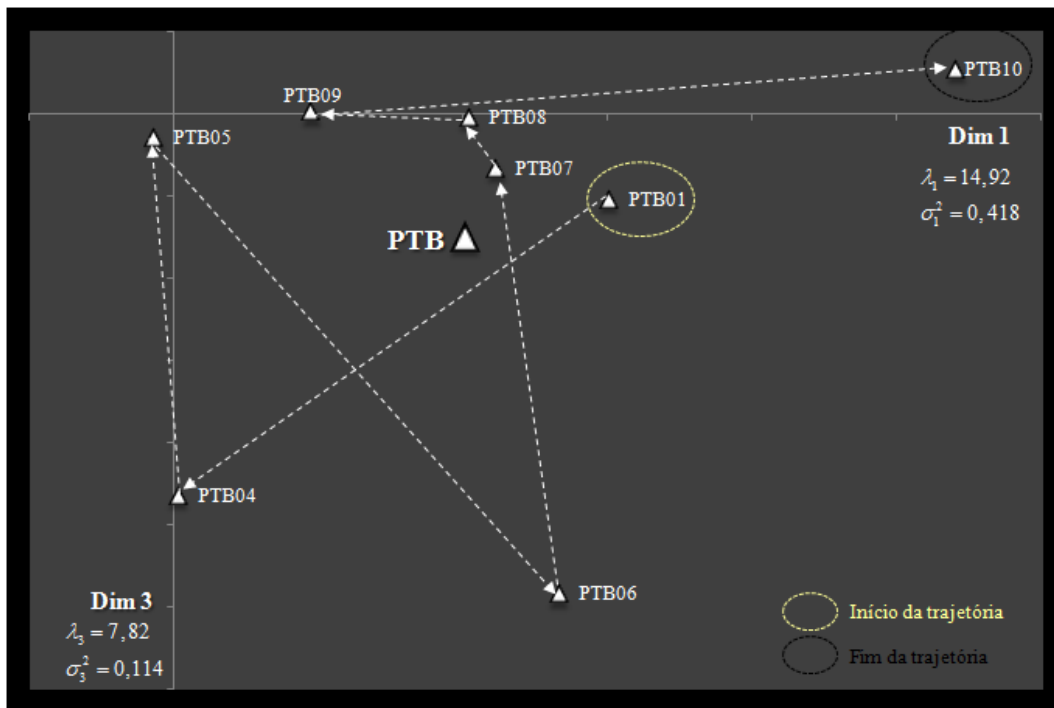 PTB10
PTB09
PTB08
PTB05
Dim 1
λ₁ = 14,92
σ₁² = 0,418
PTB07
PTB01
PTB
PTB04
PTB06
Dim 3
λ₃ = 7,82
σ₃² = 0,114
Início da trajetória
Fim da trajetória